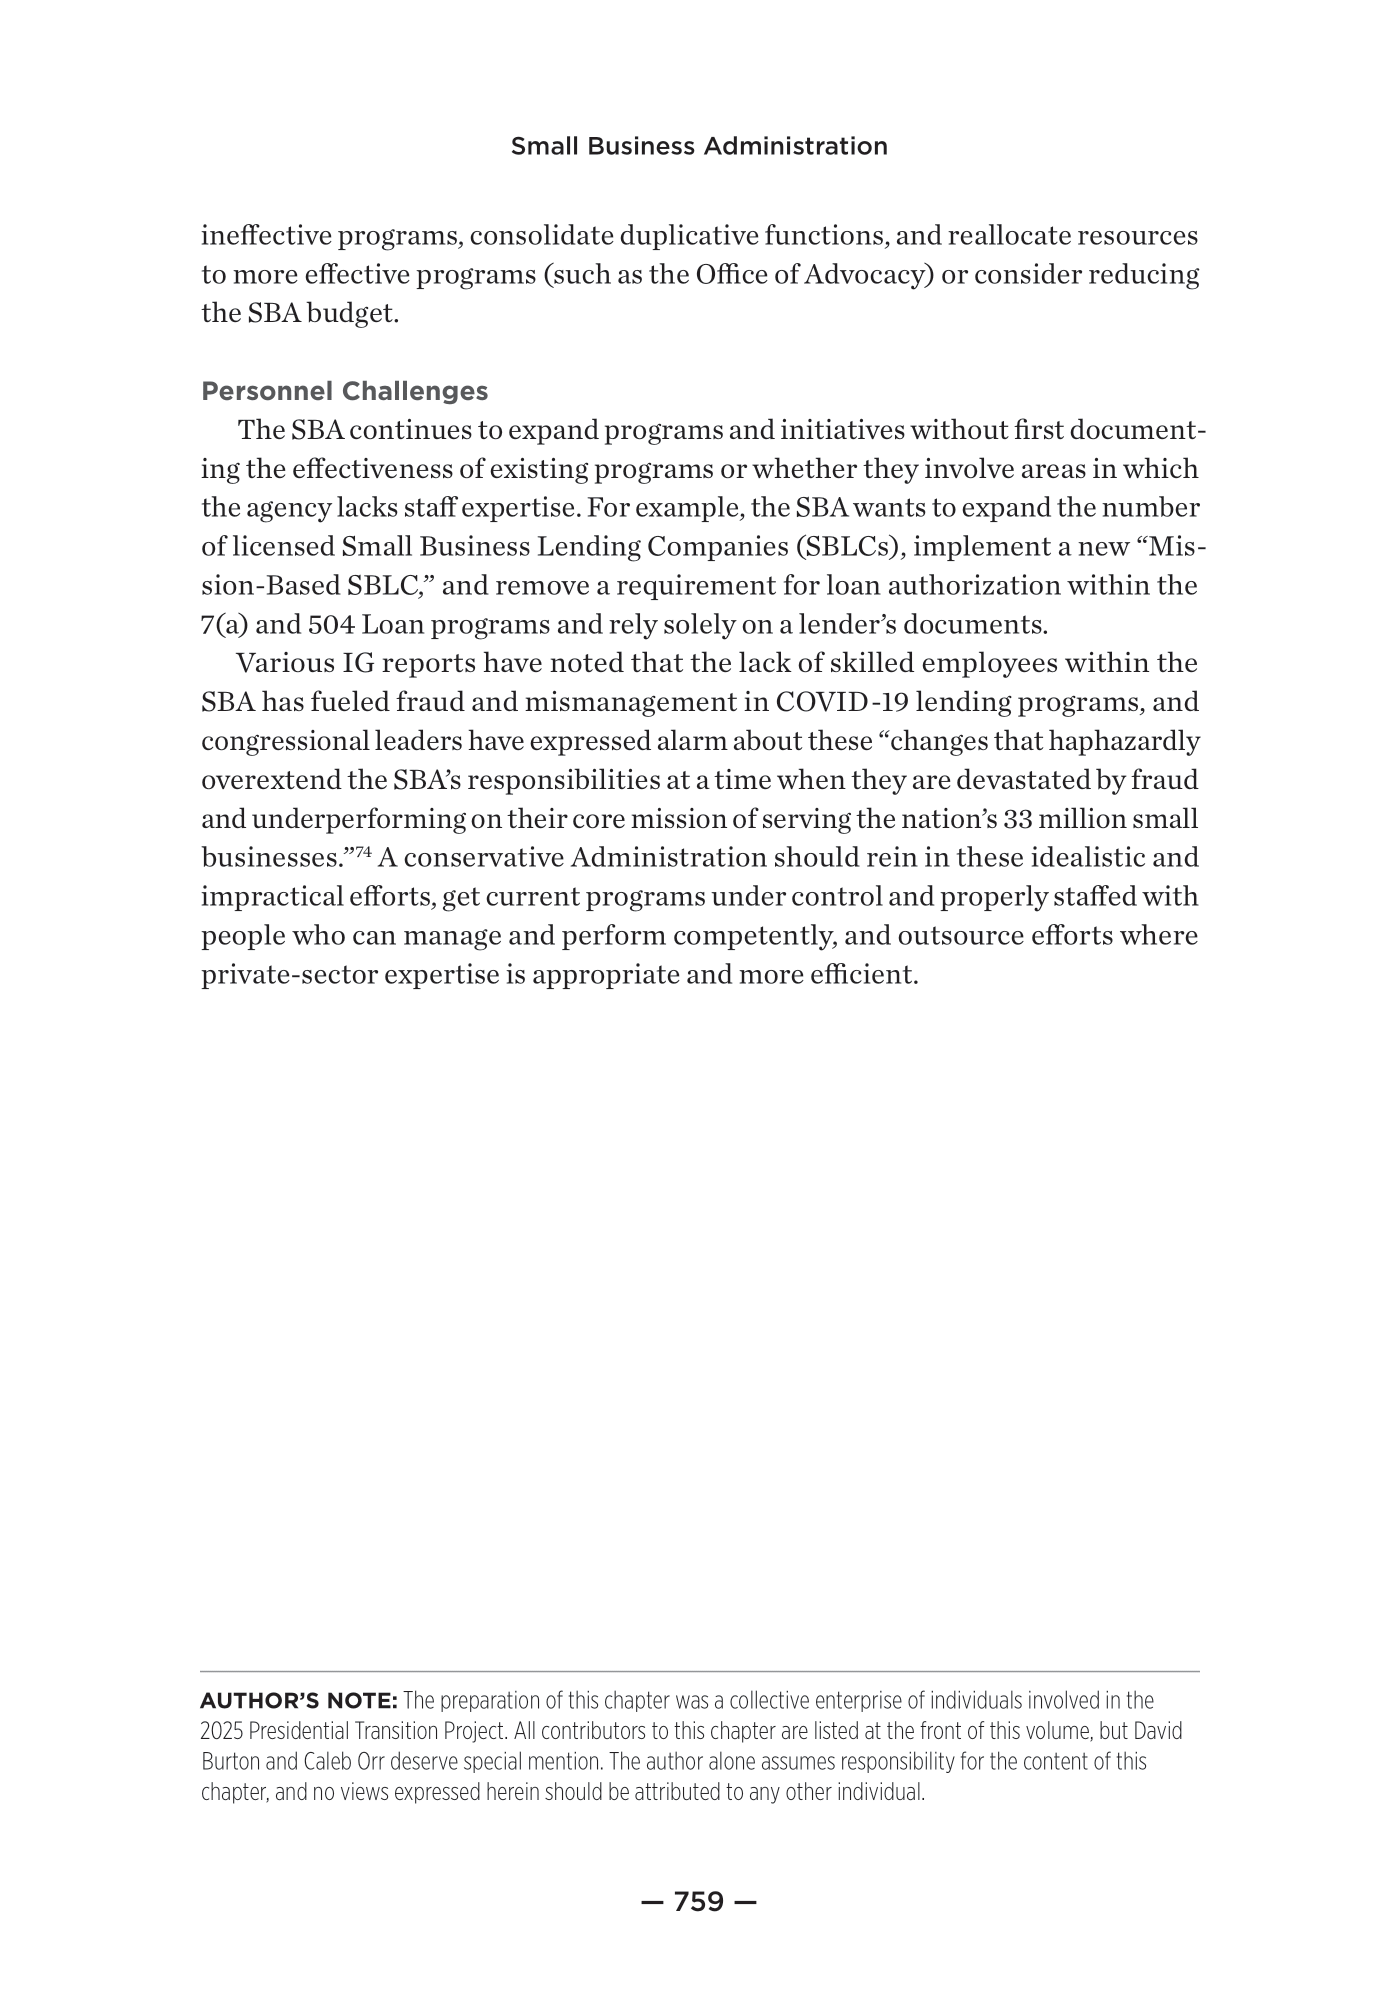 Small Business Administration
ineffective programs, consolidate duplicative functions, and reallocate resources
to more effective programs (such as the Office of Advocacy) or consider reducing
the SBA budget.
Personnel Challenges
The SBA continues to expand programs and initiatives without first document-
ing the effectiveness of existing programs or whether they involve areas in which
the agency lacks staff expertise. For example, the SBA wants to expand the number
of licensed Small Business Lending Companies (SBLCs), implement a new “Mis-
sion-Based SBLC,” and remove a requirement for loan authorization within the
7(a) and 504 Loan programs and rely solely on a lender’s documents.
Various IG reports have noted that the lack of skilled employees within the
SBA has fueled fraud and mismanagement in COVID-19 lending programs, and
congressional leaders have expressed alarm about these “changes that haphazardly
overextend the SBA’s responsibilities at a time when they are devastated by fraud
and underperforming on their core mission of serving the nation’s 33 million small
businesses.”74 A conservative Administration should rein in these idealistic and
impractical efforts, get current programs under control and properly staffed with
people who can manage and perform competently, and outsource efforts where
private-sector expertise is appropriate and more efficient.
AUTHOR’S NOTE: The preparation of this chapter was a collective enterprise of individuals involved in the
2025 Presidential Transition Project. All contributors to this chapter are listed at the front of this volume, but David
Burton and Caleb Orr deserve special mention. The author alone assumes responsibility for the content of this
chapter, and no views expressed herein should be attributed to any other individual.
— 759 —